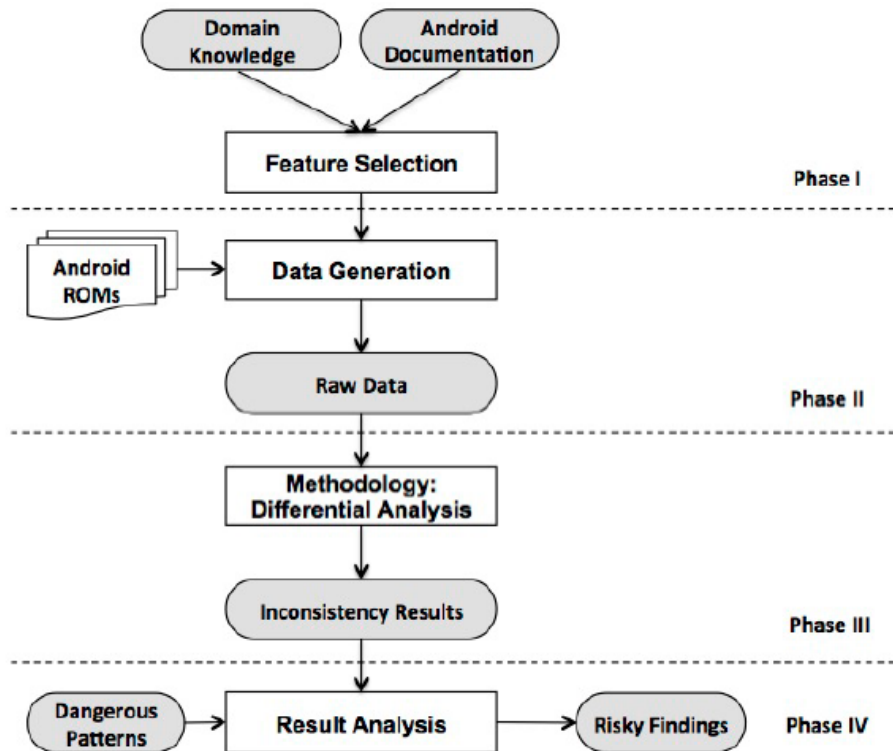 Domain
Knowledge
Android
Documentation
Feature Selection
Phase I
Android
ROMs
Data Generation
Raw Data
Phase II
Methodology:
Differential Analysis
Inconsistency Results
Phase III
Dangerous
Patterns
Result Analysis
Risky Findings
Phase IV